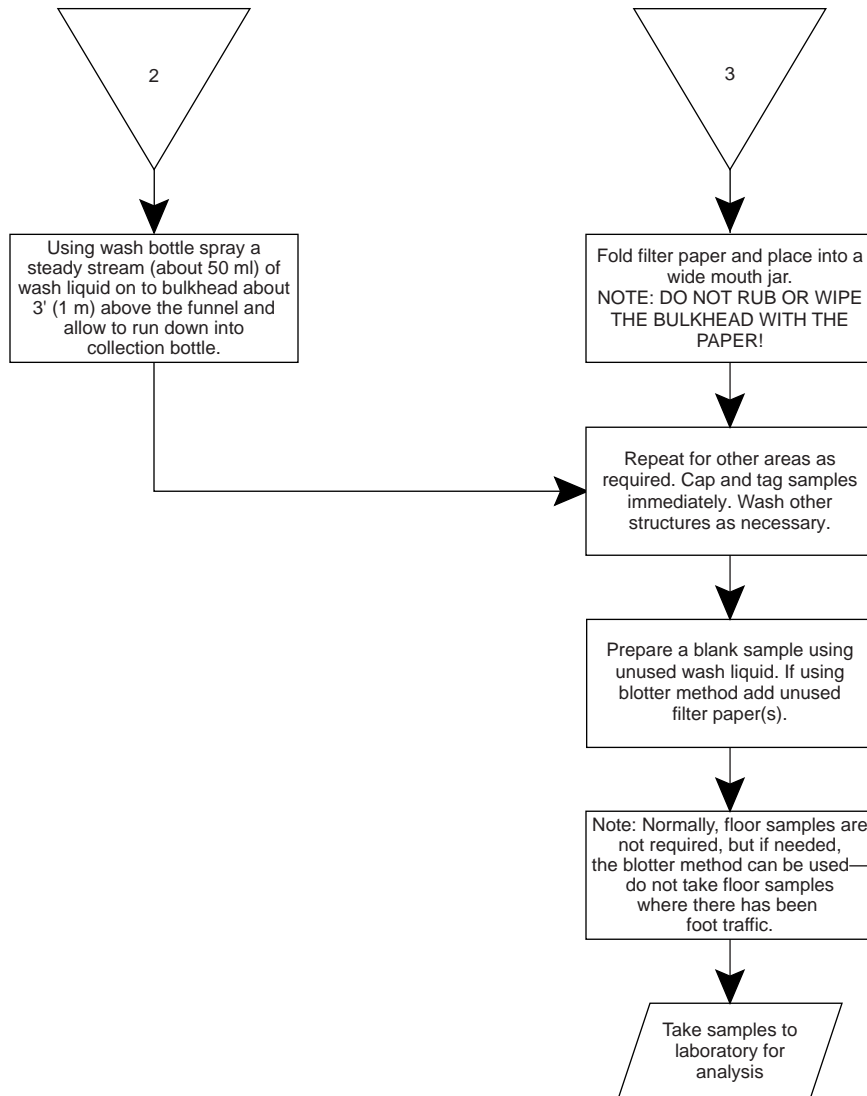 2
3
Using wash bottle spray a
steady stream (about 50 ml) of
wash liquid on to bulkhead about
3' (1 m) above the funnel and
allow to run down into
collection bottle.
Fold filter paper and place into a
wide mouth jar.
NOTE: DO NOT RUB OR WIPE
THE BULKHEAD WITH THE
PAPER!
Repeat for other areas as
required. Cap and tag samples
immediately. Wash other
structures as necessary.
Prepare a blank sample using
unused wash liquid. If using
blotter method add unused
filter paper(s).
Note: Normally, floor samples are
not required, but if needed,
the blotter method can be used—
do not take floor samples
where there has been
foot traffic.
Take samples to
laboratory for
analysis